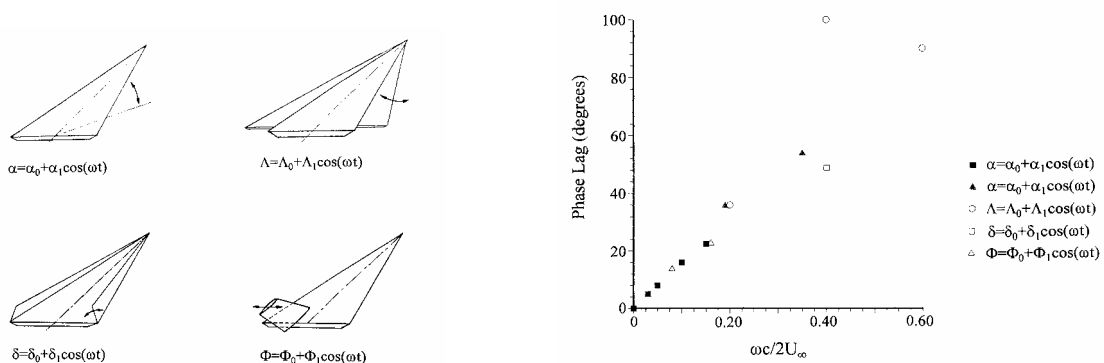 α=α₀+α₁cos(ωt)
Λ=Λ₀+Λ₁cos(ωt)
δ=δ₀+δ₁cos(ωt)
Φ=Φ₀+Φ₁cos(ωt)
Phase Lag (degrees)
100
80
60
40
20
0
0
0.20
0.40
0.60
ωc/2U∞
α=α₀+α₁cos(ωt)
α=α₀+α₁cos(ωt)
Λ=Λ₀+Λ₁cos(ωt)
δ=δ₀+δ₁cos(ωt)
Φ=Φ₀+Φ₁cos(ωt)